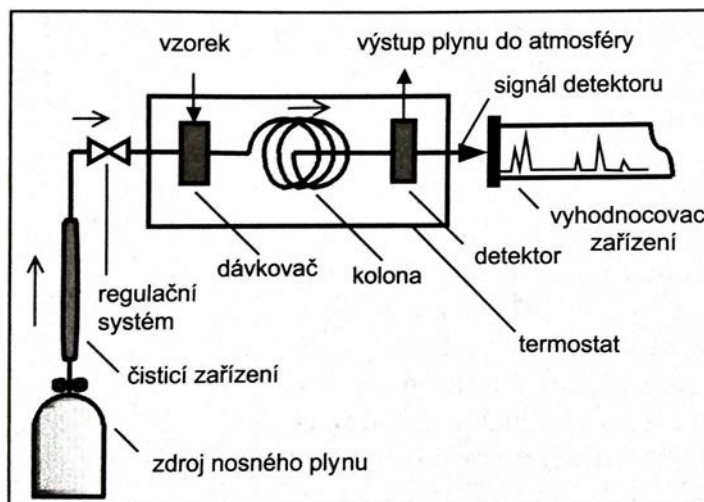 vzorek
výstup plynu do atmosféry
signál detektoru
vyhodnocovac
zařízení
dávkovač
kolona
detektor
regulační
systém
termostat
čisticí zařízení
zdroj nosného plynu